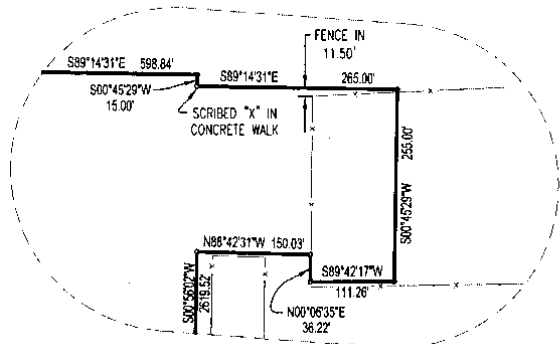 FENCE IN
11.50'
S89°14'31"E 598.84'
S89°14'31"E 265.00'
S00°45'29"W
15.00'
SCRIBED "X" IN
CONCRETE WALK
255.00'
S00°45'29"W
N88°42'31"W 150.03'
S89°42'17"W
111.26'
S00°56'02"W
2619.52'
N00°06'35"E
36.22'